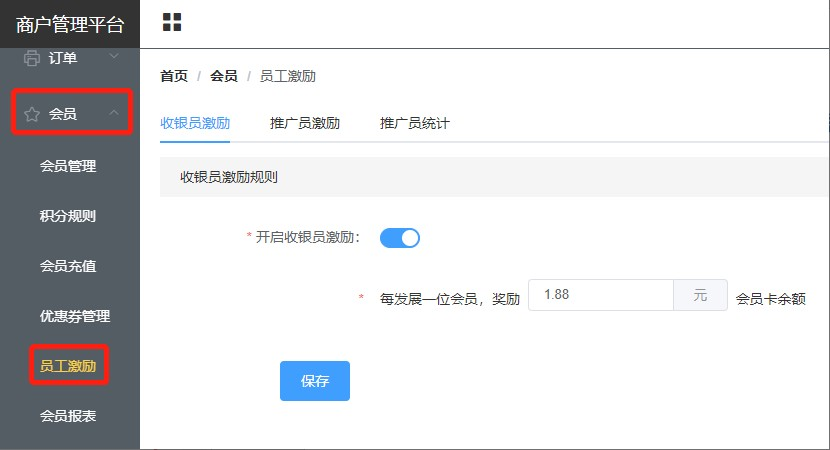 商户管理平台
订单
会员
会员管理
积分规则
会员充值
优惠券管理
员工激励
会员报表
首页 / 会员 / 员工激励
收银员激励 推广员激励 推广员统计
收银员激励规则
* 开启收银员激励：
* 每发展一位会员，奖励 1.88 元 会员卡余额
保存